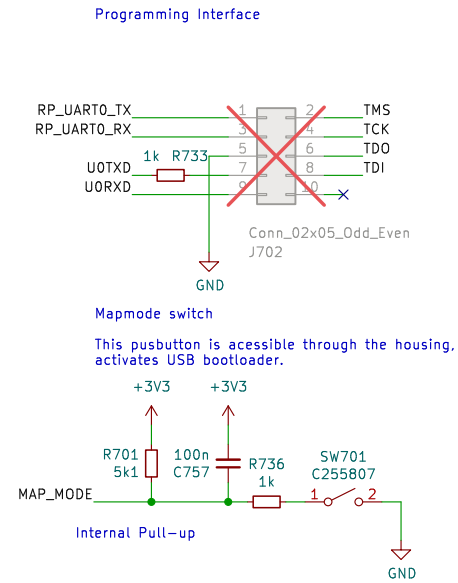 Programming Interface
RP_UART0_TX 1 2 TMS
RP_UART0_RX 3 4 TCK
5 6 TDO
1k R733
U0TXD 7 8 TDI
U0RXD 9 10
Conn_02x05_Odd_Even
J702
GND
Mapmode switch
This pusbutton is acessible through the housing,
activates USB bootloader.
+3V3 +3V3
R701 100n
5k1 C757
R736
1k
SW701
C255807
MAP_MODE 1 2
Internal Pull-up
GND